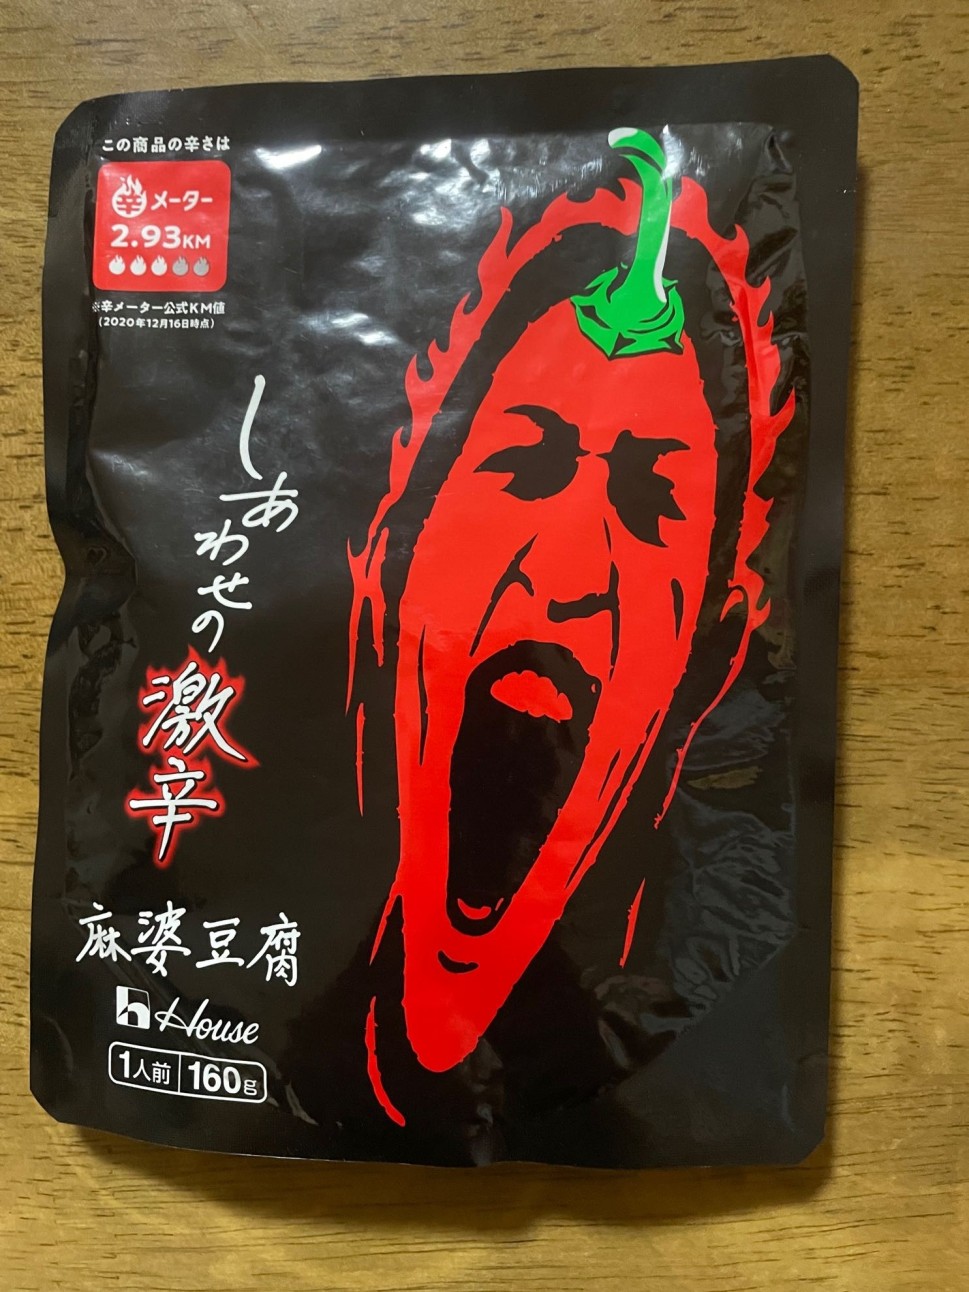 この商品の辛さは
辛メーター
2.93KM
※辛メーター公式KM値
(2020年12月16日時点)
しあわせの
激辛
麻婆豆腐
House
1人前 160g